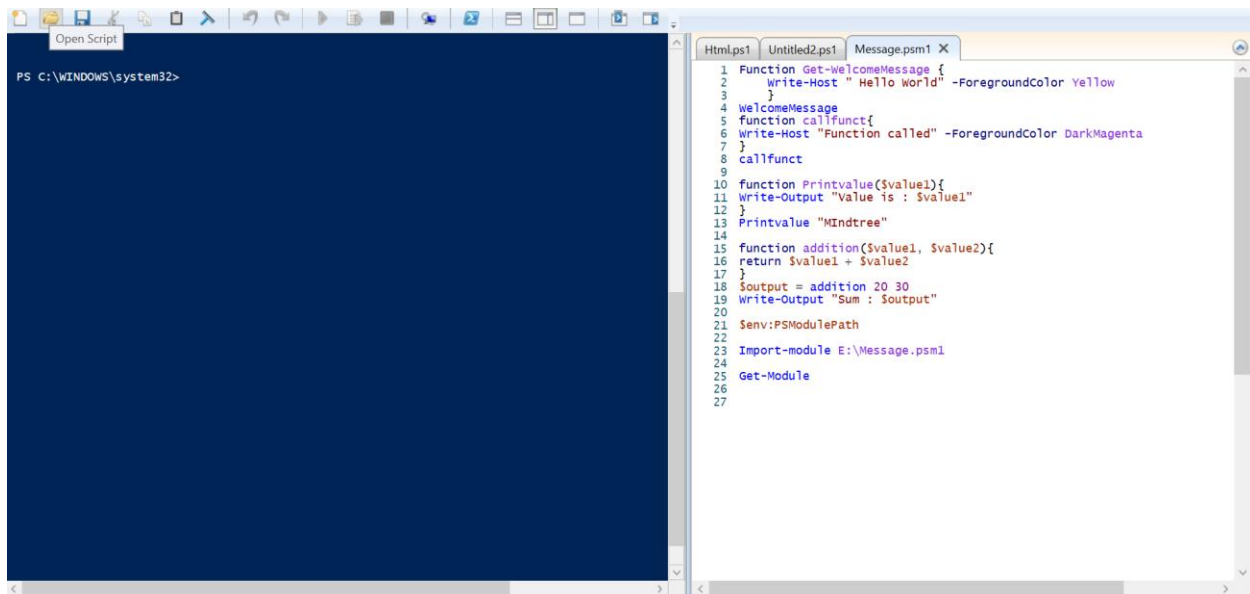 Open Script
PS C:\WINDOWS\system32>
Html.ps1 Untitled2.ps1 Message.psm1 X
1 Function Get-WelcomeMessage {
2 Write-Host " Hello World" -ForegroundColor Yellow
3 }
4 WelcomeMessage
5 function callfunct{
6 Write-Host "Function called" -ForegroundColor DarkMagenta
7 }
8 callfunct
9
10 function Printvalue($value1){
11 Write-Output "Value is : $value1"
12 }
13 Printvalue "MIndtree"
14
15 function addition($value1, $value2){
16 return $value1 + $value2
17 }
18 $output = addition 20 30
19 Write-Output "Sum : $output"
20
21 $env:PSModulePath
22
23 Import-module E:\Message.psm1
24
25 Get-Module
26
27